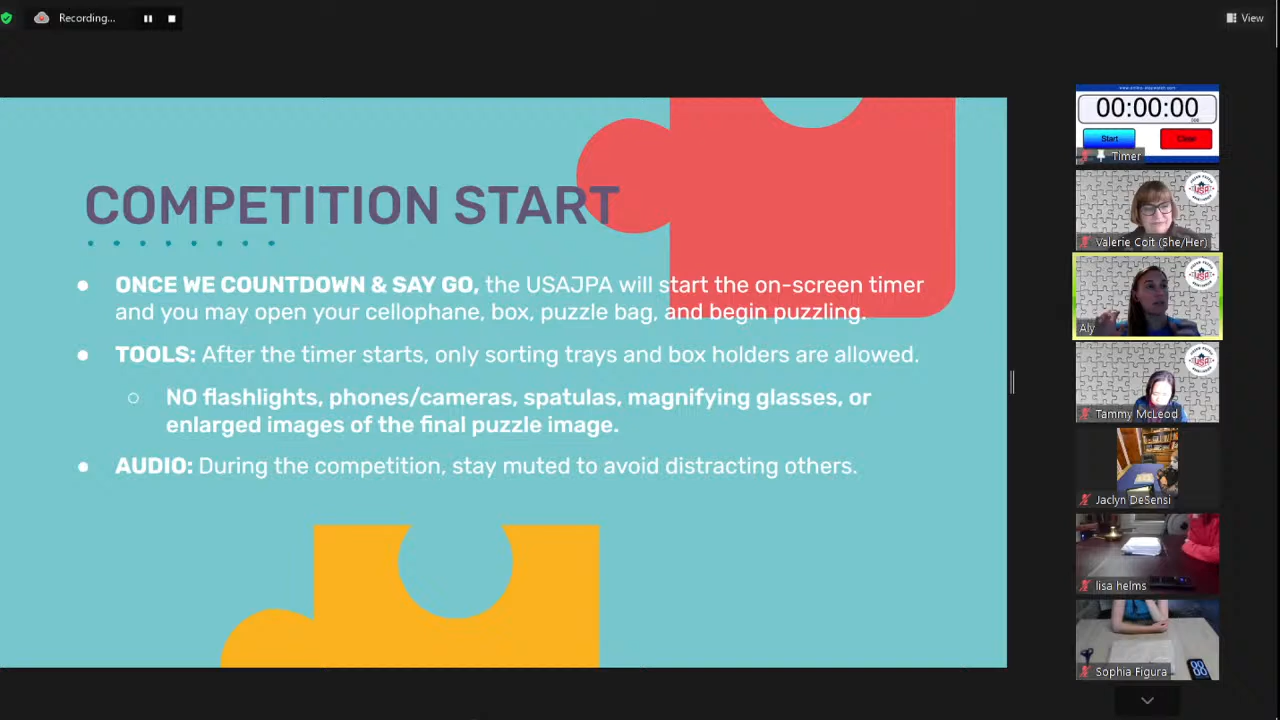 Recording...
View
COMPETITION START
● ONCE WE COUNTDOWN & SAY GO, the USAJPA will start the on-screen timer
and you may open your cellophane, box, puzzle bag, and begin puzzling.
● TOOLS: After the timer starts, only sorting trays and box holders are allowed.
○ NO flashlights, phones/cameras, spatulas, magnifying glasses, or
enlarged images of the final puzzle image.
● AUDIO: During the competition, stay muted to avoid distracting others.
00:00:00
Start
Clear
Timer
USA
Valerie Coit (She/Her)
USA
Aly
USA
Tammy McLeod
Jaclyn DeSensi
lisa helms
Sophia Figura